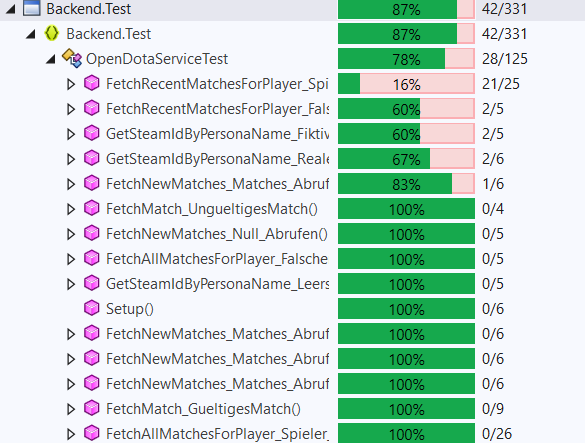 Backend.Test 87% 42/331
Backend.Test 87% 42/331
OpenDotaServiceTest 78% 28/125
FetchRecentMatchesForPlayer_Spi 16% 21/25
FetchRecentMatchesForPlayer_Fals 60% 2/5
GetSteamIdByPersonaName_Fiktiv 60% 2/5
GetSteamIdByPersonaName_Reale 67% 2/6
FetchNewMatches_Matches_Abruf 83% 1/6
FetchMatch_UngueltigesMatch() 100% 0/4
FetchNewMatches_Null_Abrufen() 100% 0/5
FetchAllMatchesForPlayer_Falsche 100% 0/5
GetSteamIdByPersonaName_Leers 100% 0/5
Setup() 100% 0/6
FetchNewMatches_Matches_Abruf 100% 0/6
FetchNewMatches_Matches_Abruf 100% 0/6
FetchNewMatches_Matches_Abruf 100% 0/6
FetchMatch_GueltigesMatch() 100% 0/9
FetchAllMatchesForPlayer_Spieler_ 100% 0/26